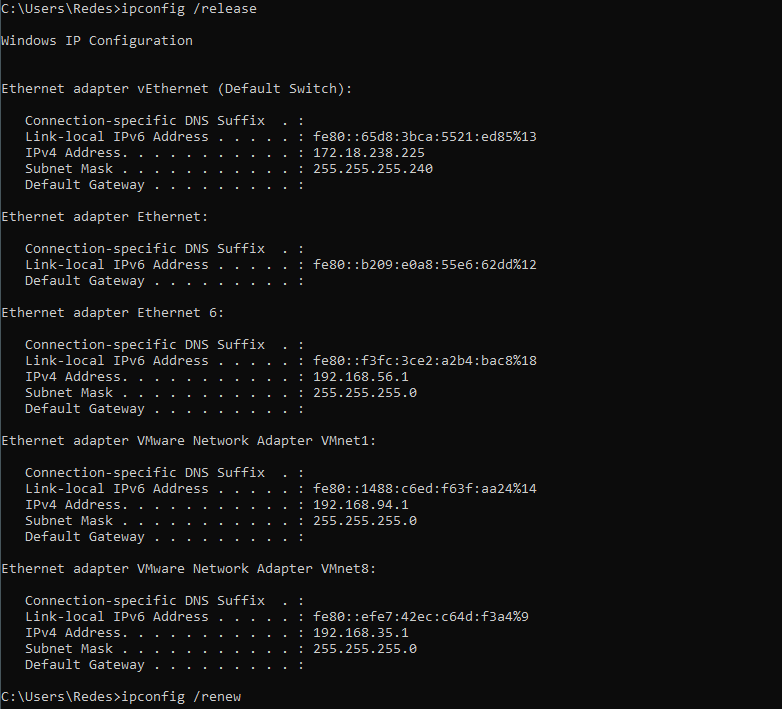 C:\Users\Redes>ipconfig /release
Windows IP Configuration
Ethernet adapter vEthernet (Default Switch):
Connection-specific DNS Suffix  . :
Link-local IPv6 Address . . . . . : fe80::65d8:3bca:5521:ed85%13
IPv4 Address. . . . . . . . . . . : 172.18.238.225
Subnet Mask . . . . . . . . . . . : 255.255.255.240
Default Gateway . . . . . . . . . :
Ethernet adapter Ethernet:
Connection-specific DNS Suffix  . :
Link-local IPv6 Address . . . . . : fe80::b209:e0a8:55e6:62dd%12
Default Gateway . . . . . . . . . :
Ethernet adapter Ethernet 6:
Connection-specific DNS Suffix  . :
Link-local IPv6 Address . . . . . : fe80::f3fc:3ce2:a2b4:bac8%18
IPv4 Address. . . . . . . . . . . : 192.168.56.1
Subnet Mask . . . . . . . . . . . : 255.255.255.0
Default Gateway . . . . . . . . . :
Ethernet adapter VMware Network Adapter VMnet1:
Connection-specific DNS Suffix  . :
Link-local IPv6 Address . . . . . : fe80::1488:c6ed:f63f:aa24%14
IPv4 Address. . . . . . . . . . . : 192.168.94.1
Subnet Mask . . . . . . . . . . . : 255.255.255.0
Default Gateway . . . . . . . . . :
Ethernet adapter VMware Network Adapter VMnet8:
Connection-specific DNS Suffix  . :
Link-local IPv6 Address . . . . . : fe80::efe7:42ec:c64d:f3a4%9
IPv4 Address. . . . . . . . . . . : 192.168.35.1
Subnet Mask . . . . . . . . . . . : 255.255.255.0
Default Gateway . . . . . . . . . :
C:\Users\Redes>ipconfig /renew